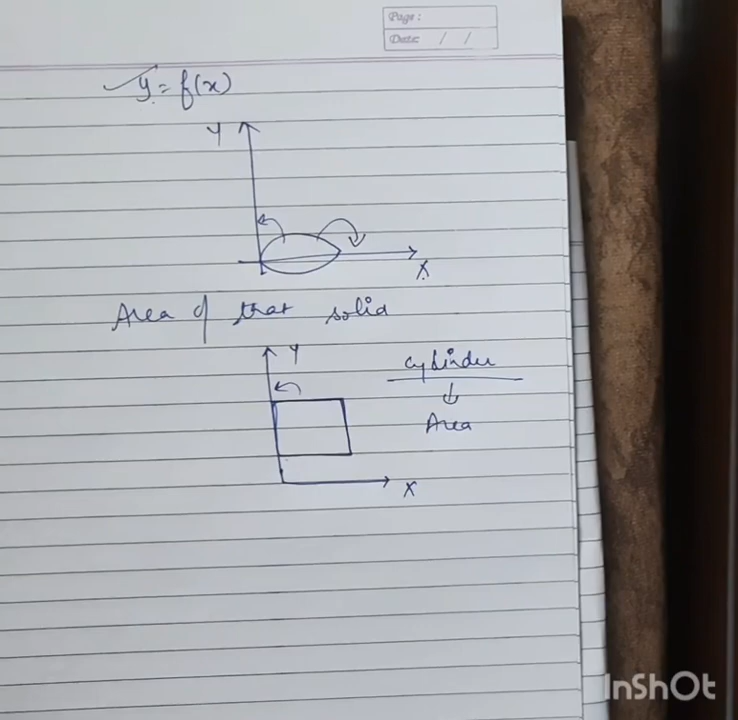 Page :
Date: / /
y = f(x)
Y
X
Area of that solid
Y
cylinder
Area
X
InShOt